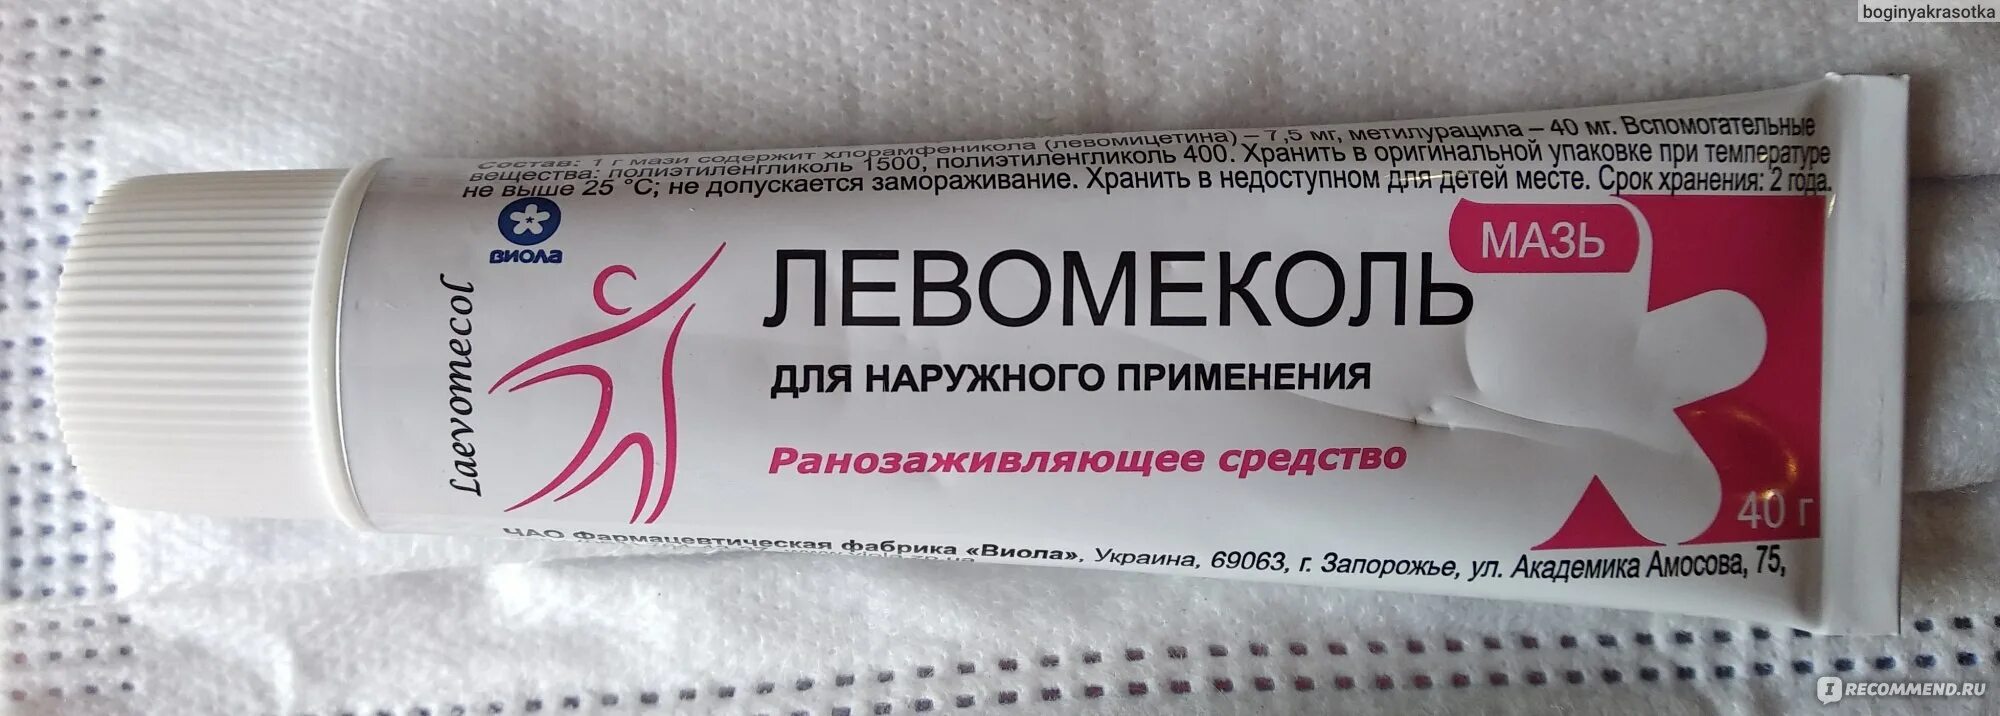 boginyakrasotka
Состав: 1 г мази содержит хлорамфеникола (левомицетина) – 7,5 мг, метилурацила – 40 мг. Вспомогательные
вещества: полиэтиленгликоль 1500, полиэтиленгликоль 400. Хранить в оригинальной упаковке при температуре
не выше 25 °C; не допускается замораживание. Хранить в недоступном для детей месте. Срок хранения: 2 года.
ВИОЛА
Laevomecol
ЛЕВОМЕКОЛЬ
МАЗЬ
ДЛЯ НАРУЖНОГО ПРИМЕНЕНИЯ
Ранозаживляющее средство
40 г
ЧАО Фармацевтическая фабрика «Виола», Украина, 69063, г. Запорожье, ул. Академика Амосова, 75,
I RECOMMEND.RU